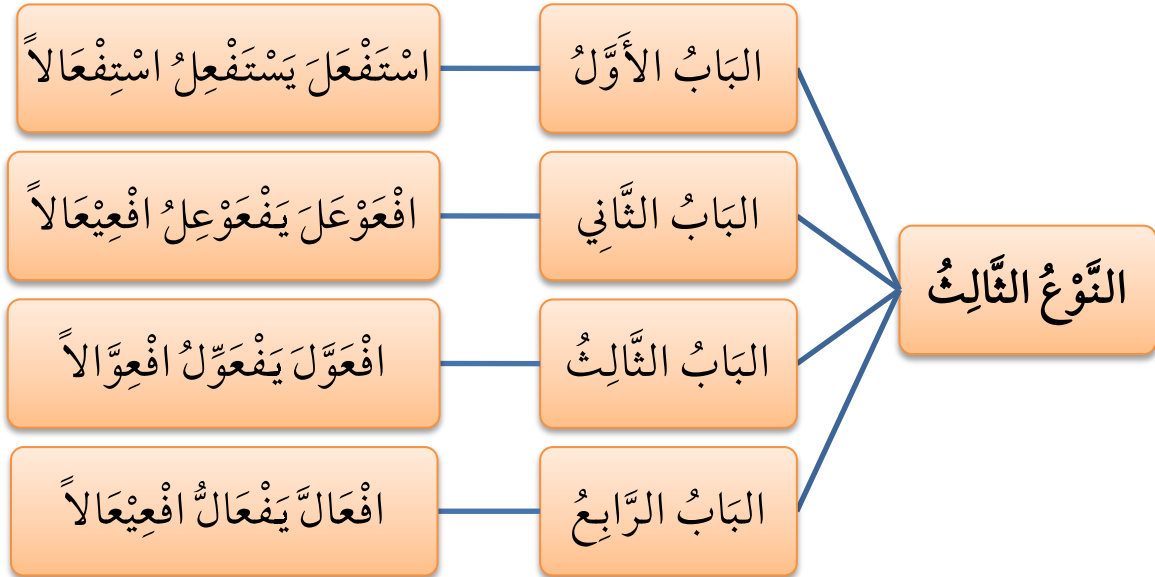 النَّوْعُ الثَّالِثُ
البَابُ الأَوَّلُ
اسْتَفْعَلَ يَسْتَفْعِلُ اسْتِفْعَالاً
البَابُ الثَّانِي
افْعَوْعَلَ يَفْعَوْعِلُ افْعِيْعَالاً
البَابُ الثَّالِثُ
افْعَوَّلَ يَفْعَوِّلُ افْعِوَّالاً
البَابُ الرَّابِعُ
افْعَالَّ يَفْعَالُّ افْعِيْعَالاً